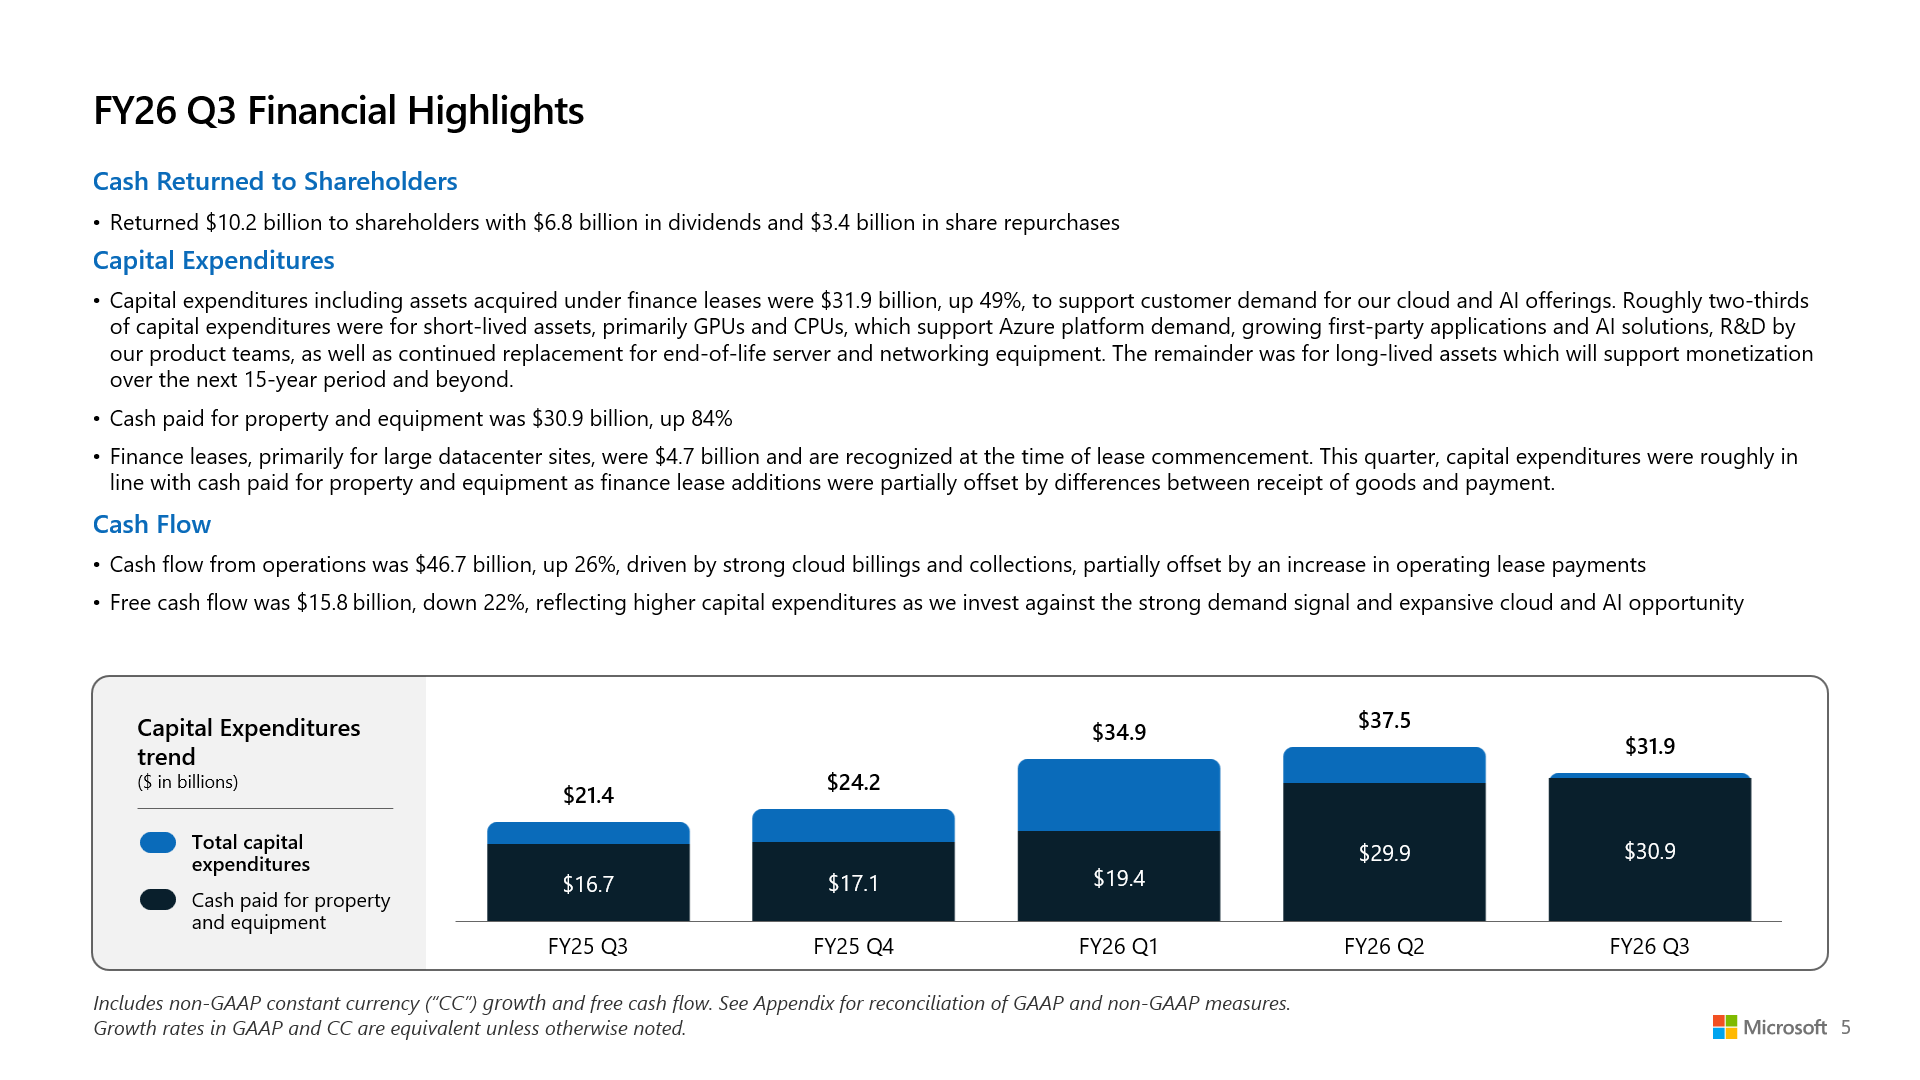 FY26 Q3 Financial Highlights
Cash Returned to Shareholders
• Returned $10.2 billion to shareholders with $6.8 billion in dividends and $3.4 billion in share repurchases
Capital Expenditures
• Capital expenditures including assets acquired under finance leases were $31.9 billion, up 49%, to support customer demand for our cloud and AI offerings. Roughly two-thirds
of capital expenditures were for short-lived assets, primarily GPUs and CPUs, which support Azure platform demand, growing first-party applications and AI solutions, R&D by
our product teams, as well as continued replacement for end-of-life server and networking equipment. The remainder was for long-lived assets which will support monetization
over the next 15-year period and beyond.
• Cash paid for property and equipment was $30.9 billion, up 84%
• Finance leases, primarily for large datacenter sites, were $4.7 billion and are recognized at the time of lease commencement. This quarter, capital expenditures were roughly in
line with cash paid for property and equipment as finance lease additions were partially offset by differences between receipt of goods and payment.
Cash Flow
• Cash flow from operations was $46.7 billion, up 26%, driven by strong cloud billings and collections, partially offset by an increase in operating lease payments
• Free cash flow was $15.8 billion, down 22%, reflecting higher capital expenditures as we invest against the strong demand signal and expansive cloud and AI opportunity
Capital Expenditures
trend
($ in billions)
Total capital
expenditures
Cash paid for property
and equipment
$21.4
$24.2
$34.9
$37.5
$31.9
$16.7
$17.1
$19.4
$29.9
$30.9
FY25 Q3
FY25 Q4
FY26 Q1
FY26 Q2
FY26 Q3
Includes non-GAAP constant currency (“CC”) growth and free cash flow. See Appendix for reconciliation of GAAP and non-GAAP measures.
Growth rates in GAAP and CC are equivalent unless otherwise noted.
Microsoft
5